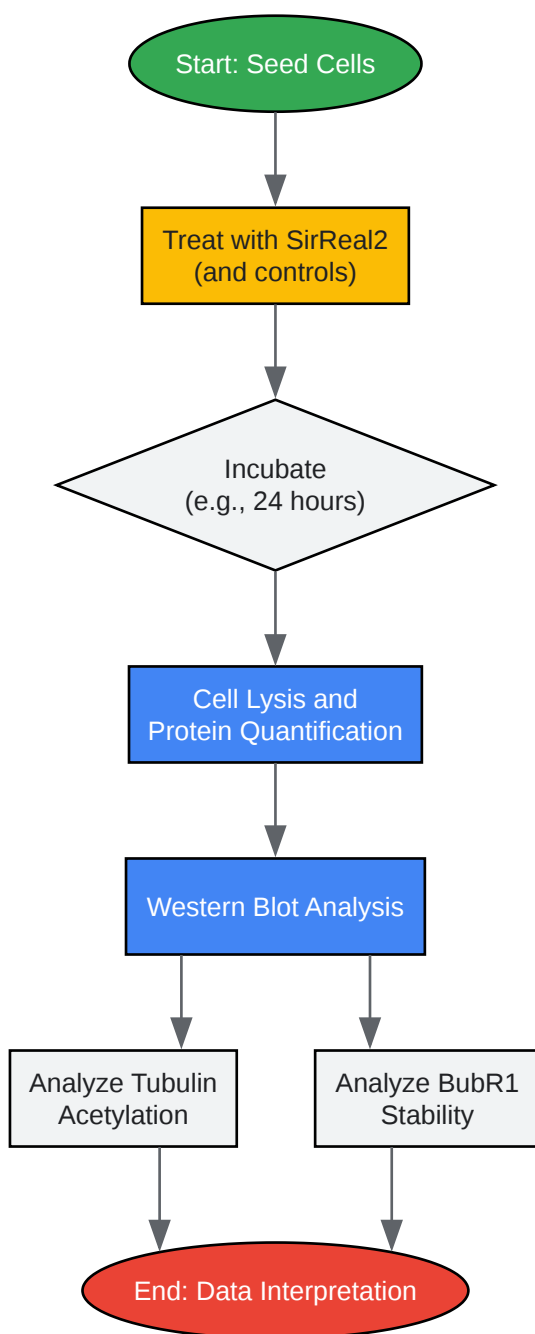 Start: Seed Cells
Treat with SirReal2
(and controls)
Incubate
(e.g., 24 hours)
Cell Lysis and
Protein Quantification
Western Blot Analysis
Analyze Tubulin
Acetylation
Analyze BubR1
Stability
End: Data Interpretation